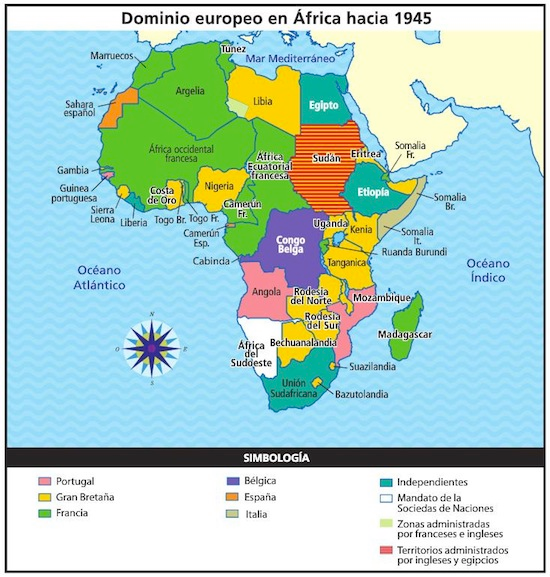 Dominio europeo en África hacia 1945
Túnez
Mar Mediterráneo
Marruecos
Argelia
Libia
Egipto
Sahara
español
África occidental
francesa
África
Ecuatorial
francesa
Sudán
Eritrea
Somalia
Fr.
Gambia
Guinea
portuguesa
Sierra
Leona
Liberia
Costa
de Oro
Togo Br.
Togo Fr.
Nigeria
Camerún
Fr.
Camerún
Esp.
Etiopía
Somalia
Br.
Somalia
It.
Uganda
Kenia
Ruanda Burundi
Congo
Belga
Cabinda
Tanganica
Océano
Atlántico
Océano
Índico
Angola
Rodesia
del Norte
Mozambique
Rodesia
del Sur
Madagascar
África
del
Sudoeste
Bechuanalandia
Suazilandia
Unión
Sudafricana
Bazutolandia
N
E
S
O
SIMBOLOGÍA
Portugal
Gran Bretaña
Francia
Bélgica
España
Italia
Independientes
Mandato de la
Sociedas de Naciones
Zonas administradas
por franceses e ingleses
Territorios administrados
por ingleses y egipcios